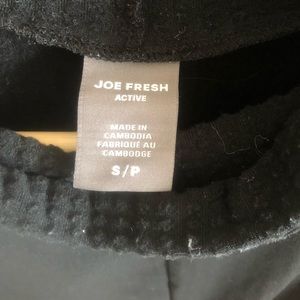 JOE FRESH
ACTIVE
MADE IN
CAMBODIA
FABRIQUÉ AU
CAMBODGE
S/P